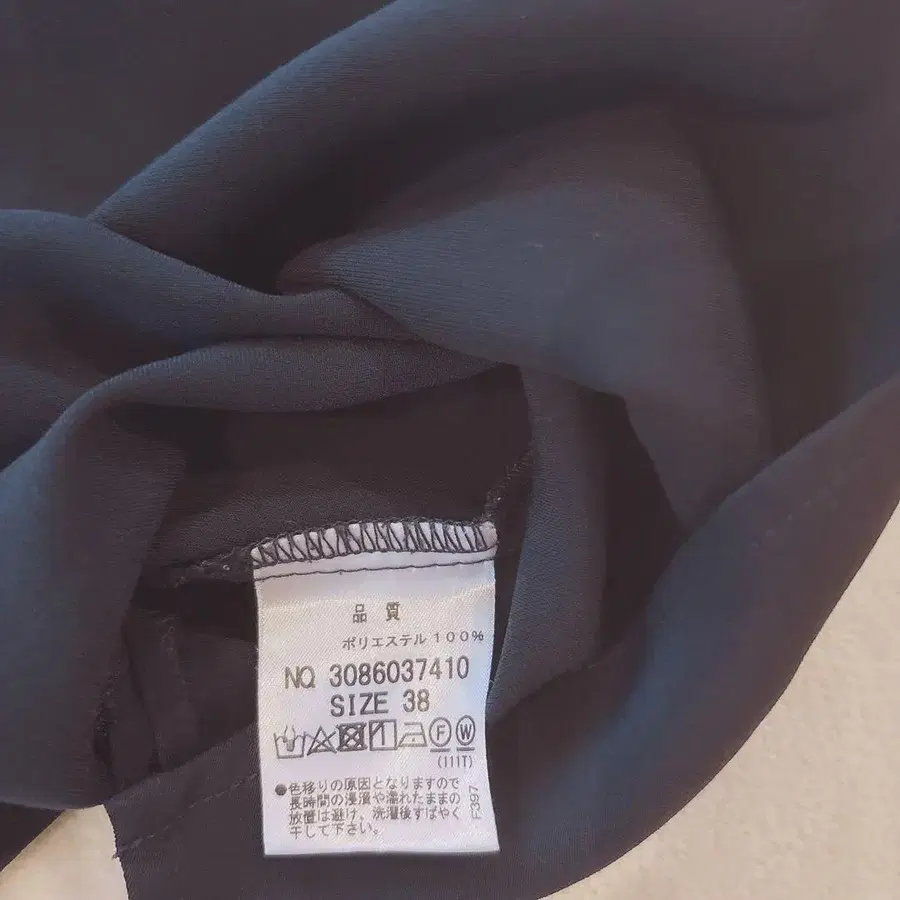 品質
ポリエステル100%
NO. 3086037410
SIZE 38
F W
(111T)
●色移りの原因となりますので
長時間の浸漬や濡れたままの
放置は避け、洗濯後すばやく
干して下さい。
F397